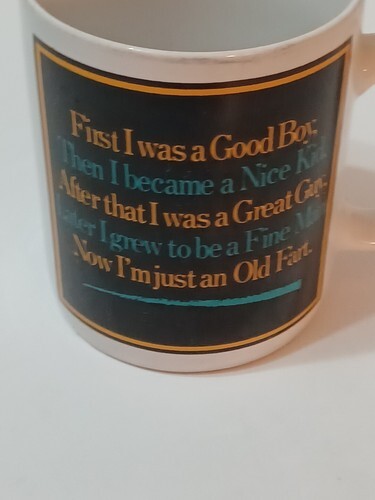 First I was a Good Boy,
Then I became a Nice Kid.
After that I was a Great Guy.
Later I grew to be a Fine
Now I'm just an Old Fart.